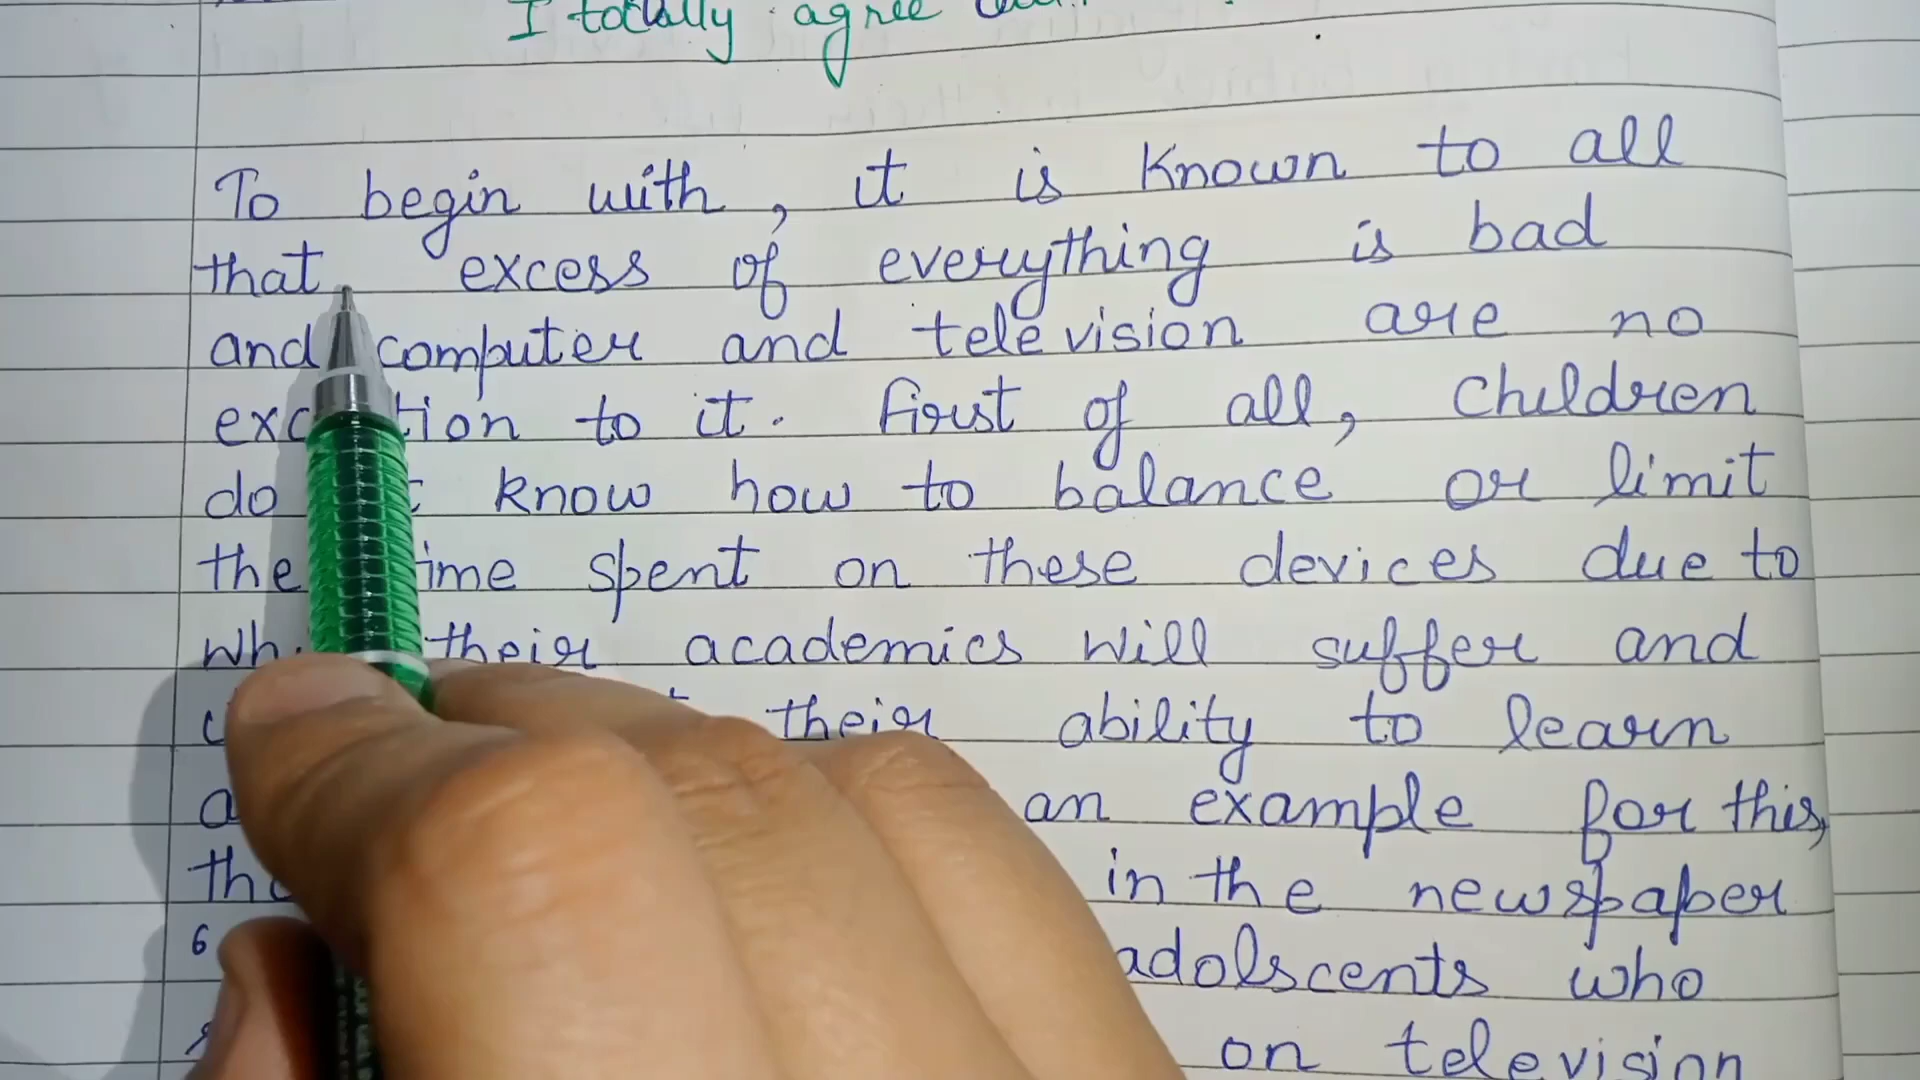 I totally agree
To begin with, it is known to all
that excess of everything is bad
and computer and television are no
exception to it. First of all, children
do know how to balance or limit
the time spent on these devices due to
their academics will suffer and
their ability to learn
an example for this,
in the newspaper
6 adolscents who
on television